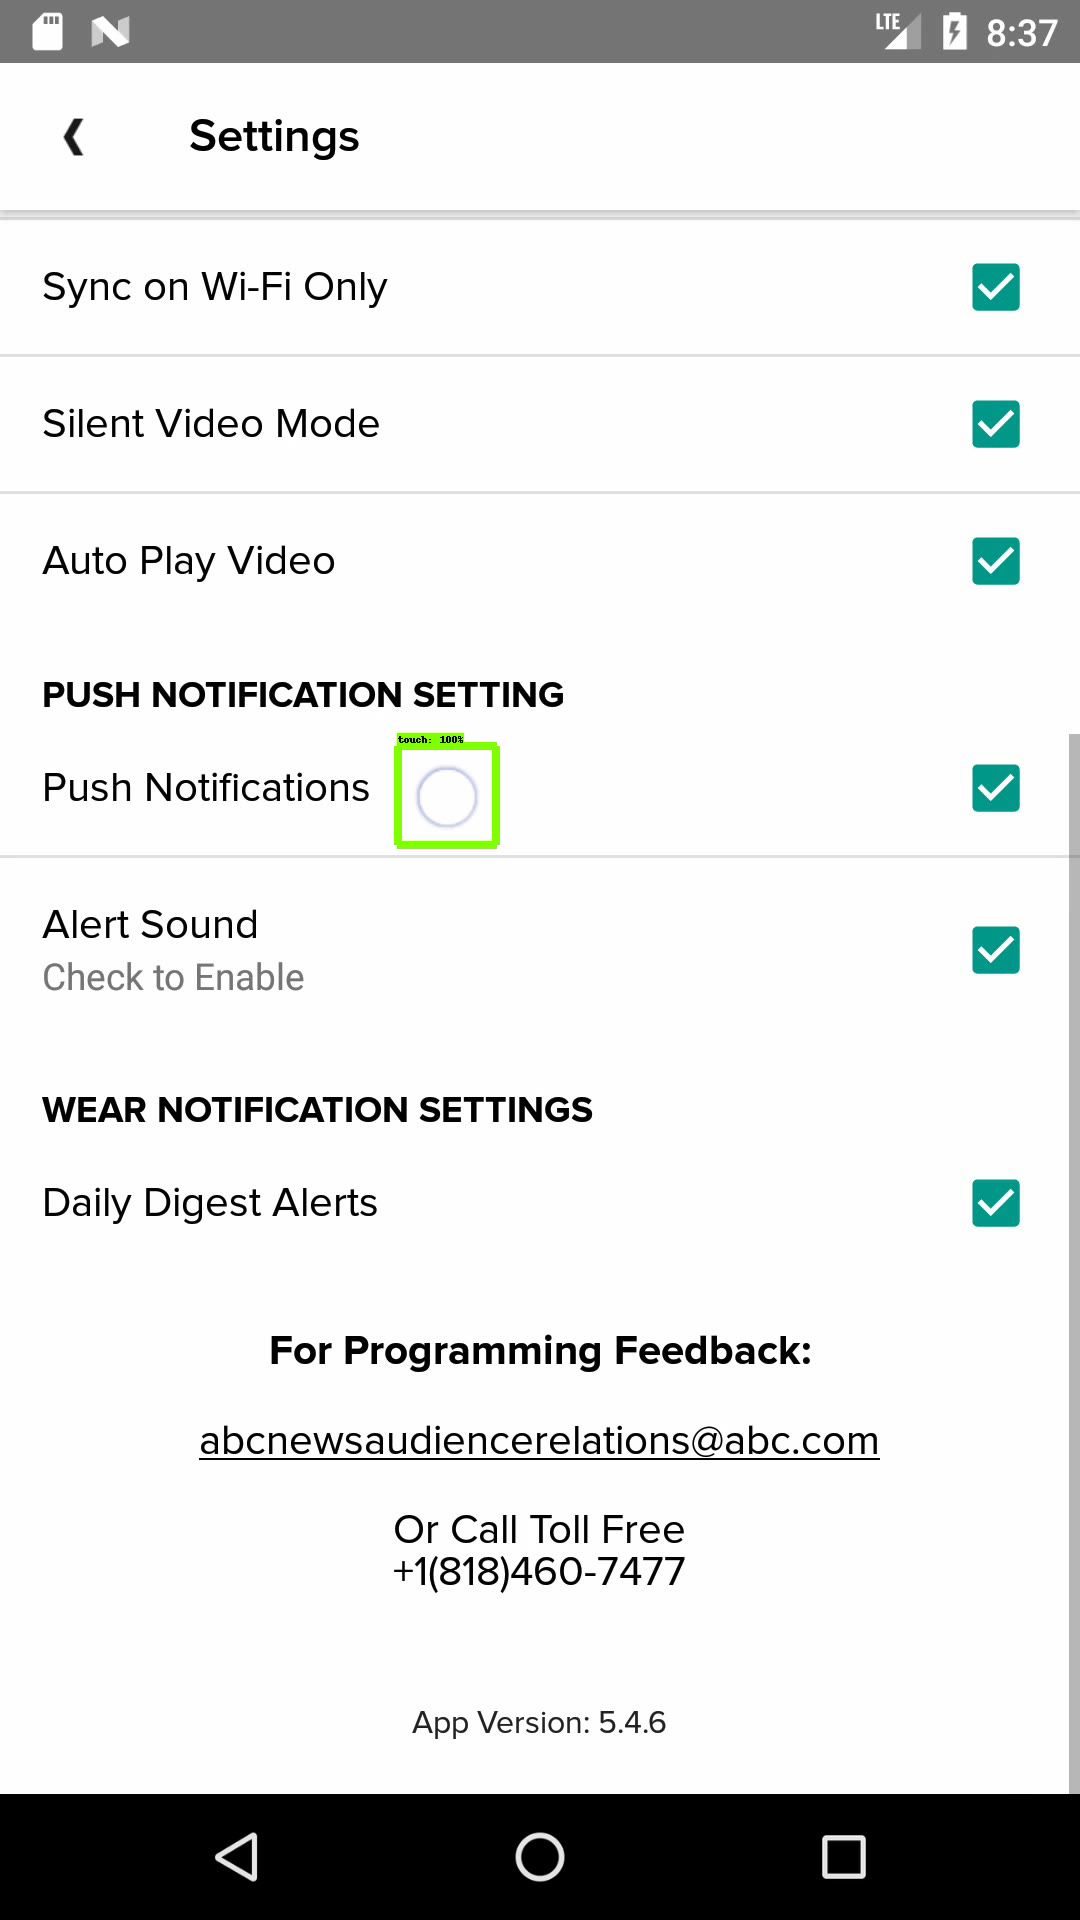 LTE 8:37
Settings
Sync on Wi-Fi Only
Silent Video Mode
Auto Play Video
PUSH NOTIFICATION SETTING
touch: 100%
Push Notifications
Alert Sound
Check to Enable
WEAR NOTIFICATION SETTINGS
Daily Digest Alerts
For Programming Feedback:
abcnewsaudiencerelations@abc.com
Or Call Toll Free
+1(818)460-7477
App Version: 5.4.6